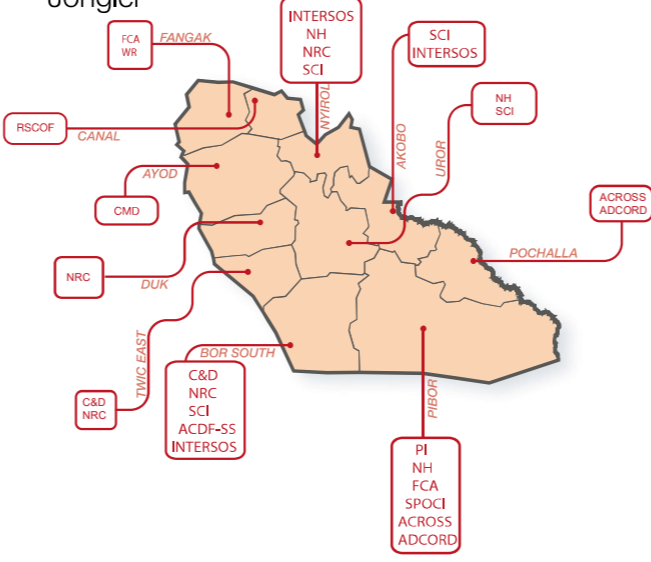 Jonglei
FCA
WR
FANGAK
INTERSOS
NH
NRC
SCI
NYIROL
SCI
INTERSOS
AKOBO
NH
SCI
UROR
RSCOF
CANAL
AYOD
CMD
ACROSS
ADCORD
POCHALLA
NRC
DUK
TWIC EAST
C&D
NRC
BOR SOUTH
C&D
NRC
SCI
ACDF-SS
INTERSOS
PIBOR
PI
NH
FCA
SPOCI
ACROSS
ADCORD